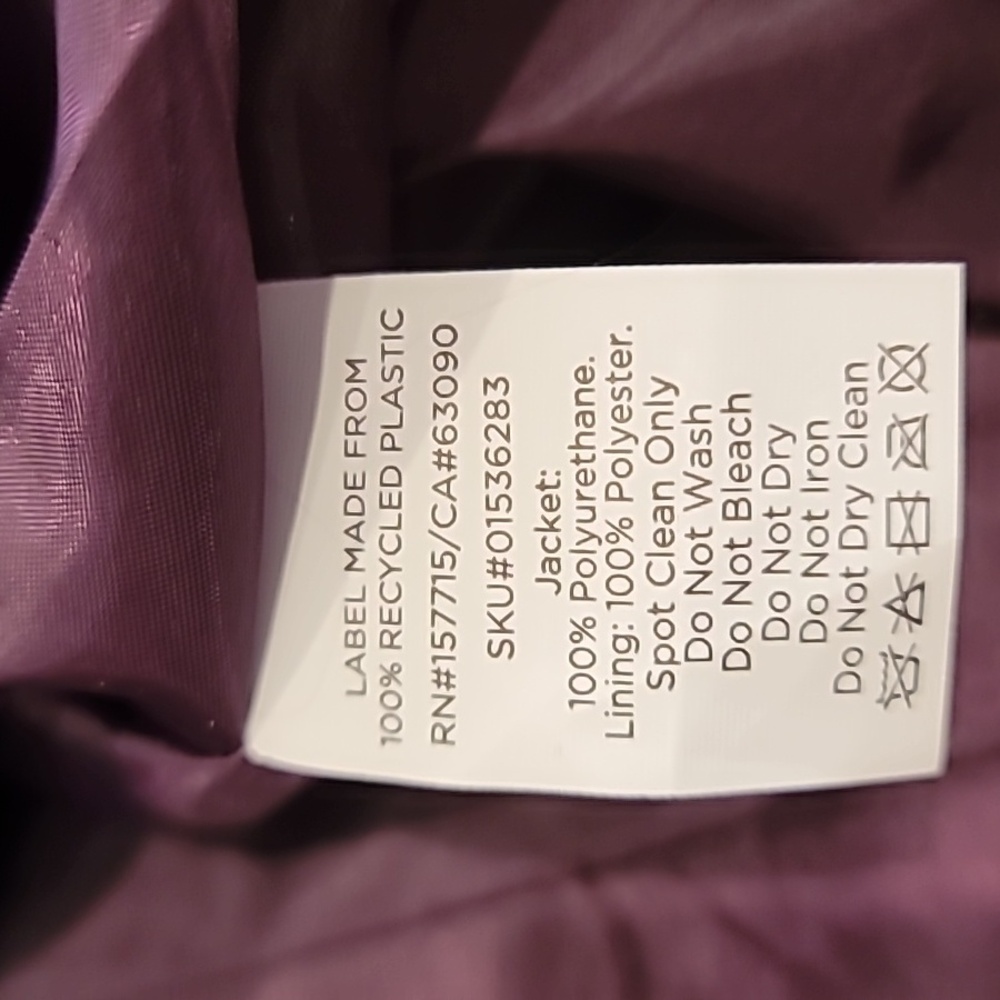 LABEL MADE FROM
100% RECYCLED PLASTIC
RN#157715/CA#63090
SKU#01536283
Jacket:
100% Polyurethane.
Lining: 100% Polyester.
Spot Clean Only
Do Not Wash
Do Not Bleach
Do Not Dry
Do Not Iron
Do Not Dry Clean